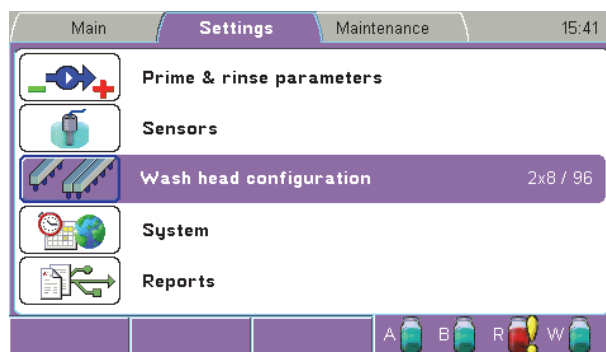 Main Settings Maintenance 15:41
Prime & rinse parameters
Sensors
Wash head configuration 2x8 / 96
System
Reports
A B R W